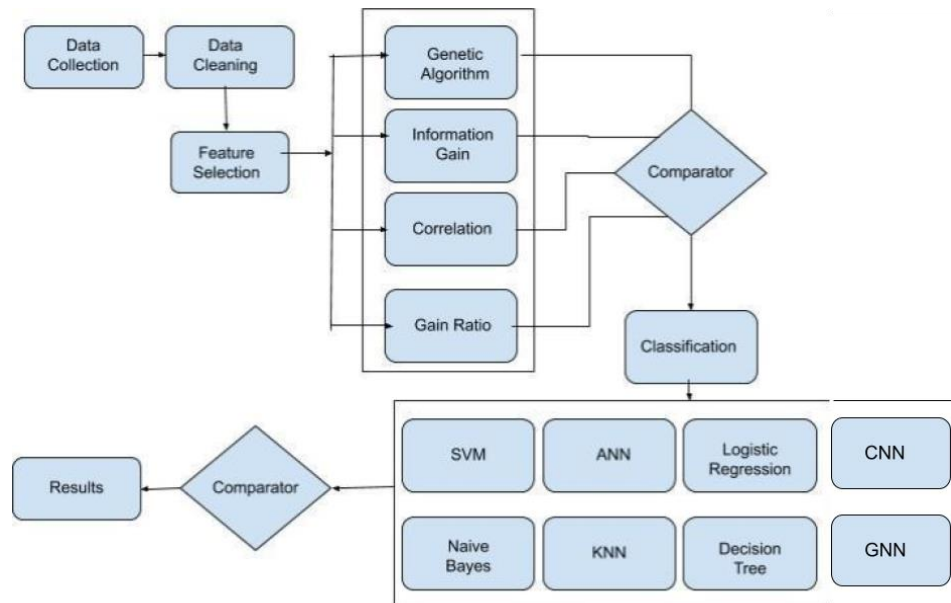 Data
Collection
Data
Cleaning
Feature
Selection
Genetic
Algorithm
Information
Gain
Correlation
Gain Ratio
Comparator
Classification
SVM
ANN
Logistic
Regression
CNN
Naive
Bayes
KNN
Decision
Tree
GNN
Comparator
Results